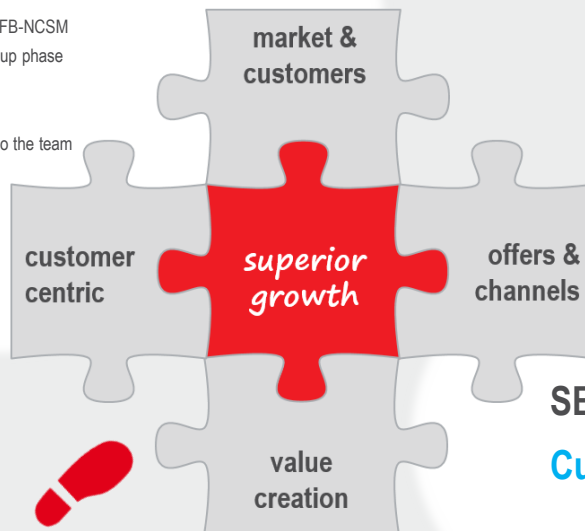 FB-NCSM
up phase
o the team
market &
customers
customer
centric
superior
growth
offers &
channels
SE
Cu
value
creation